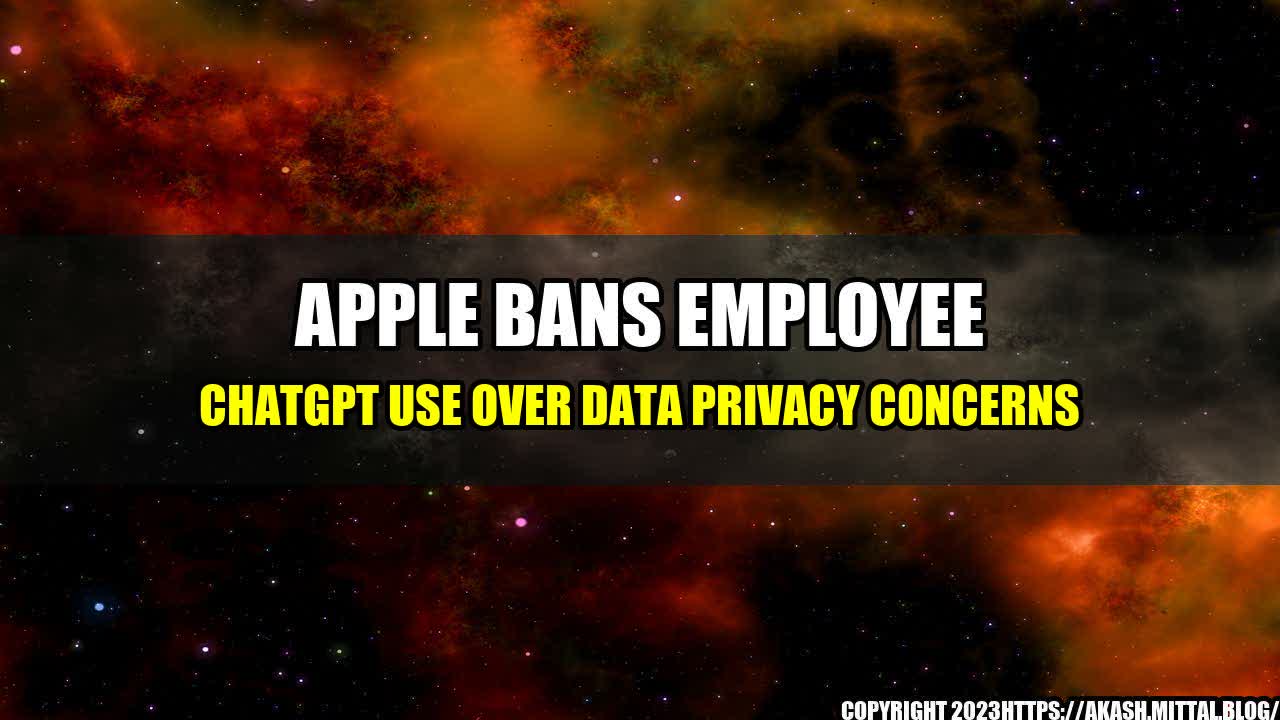 APPLE BANS EMPLOYEE
CHATGPT USE OVER DATA PRIVACY CONCERNS
COPYRIGHT 2023HTTPS://AKASH.MITTAL.BLOG/